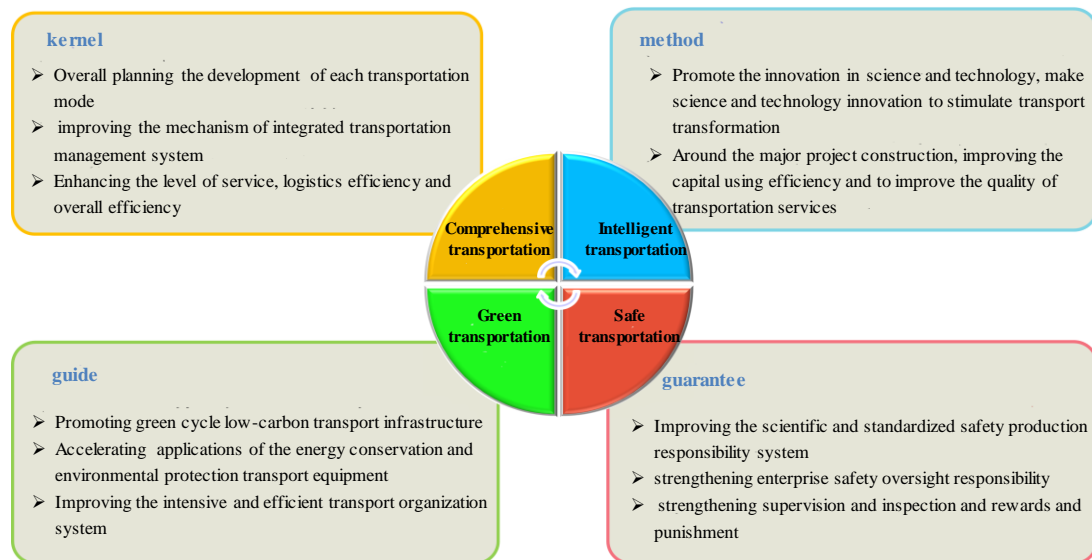 kernel
➢ Overall planning the development of each transportation
mode
➢ improving the mechanism of integrated transportation
management system
➢ Enhancing the level of service, logistics efficiency and
overall efficiency
method
➢ Promote the innovation in science and technology, make
science and technology innovation to stimulate transport
transformation
➢ Around the major project construction, improving the
capital using efficiency and to improve the quality of
transportation services
Comprehensive
transportation
Intelligent
transportation
Green
transportation
Safe
transportation
guide
➢ Promoting green cycle low-carbon transport infrastructure
➢ Accelerating applications of the energy conservation and
environmental protection transport equipment
➢ Improving the intensive and efficient transport organization
system
guarantee
➢ Improving the scientific and standardized safety production
responsibility system
➢ strengthening enterprise safety oversight responsibility
➢ strengthening supervision and inspection and rewards and
punishment